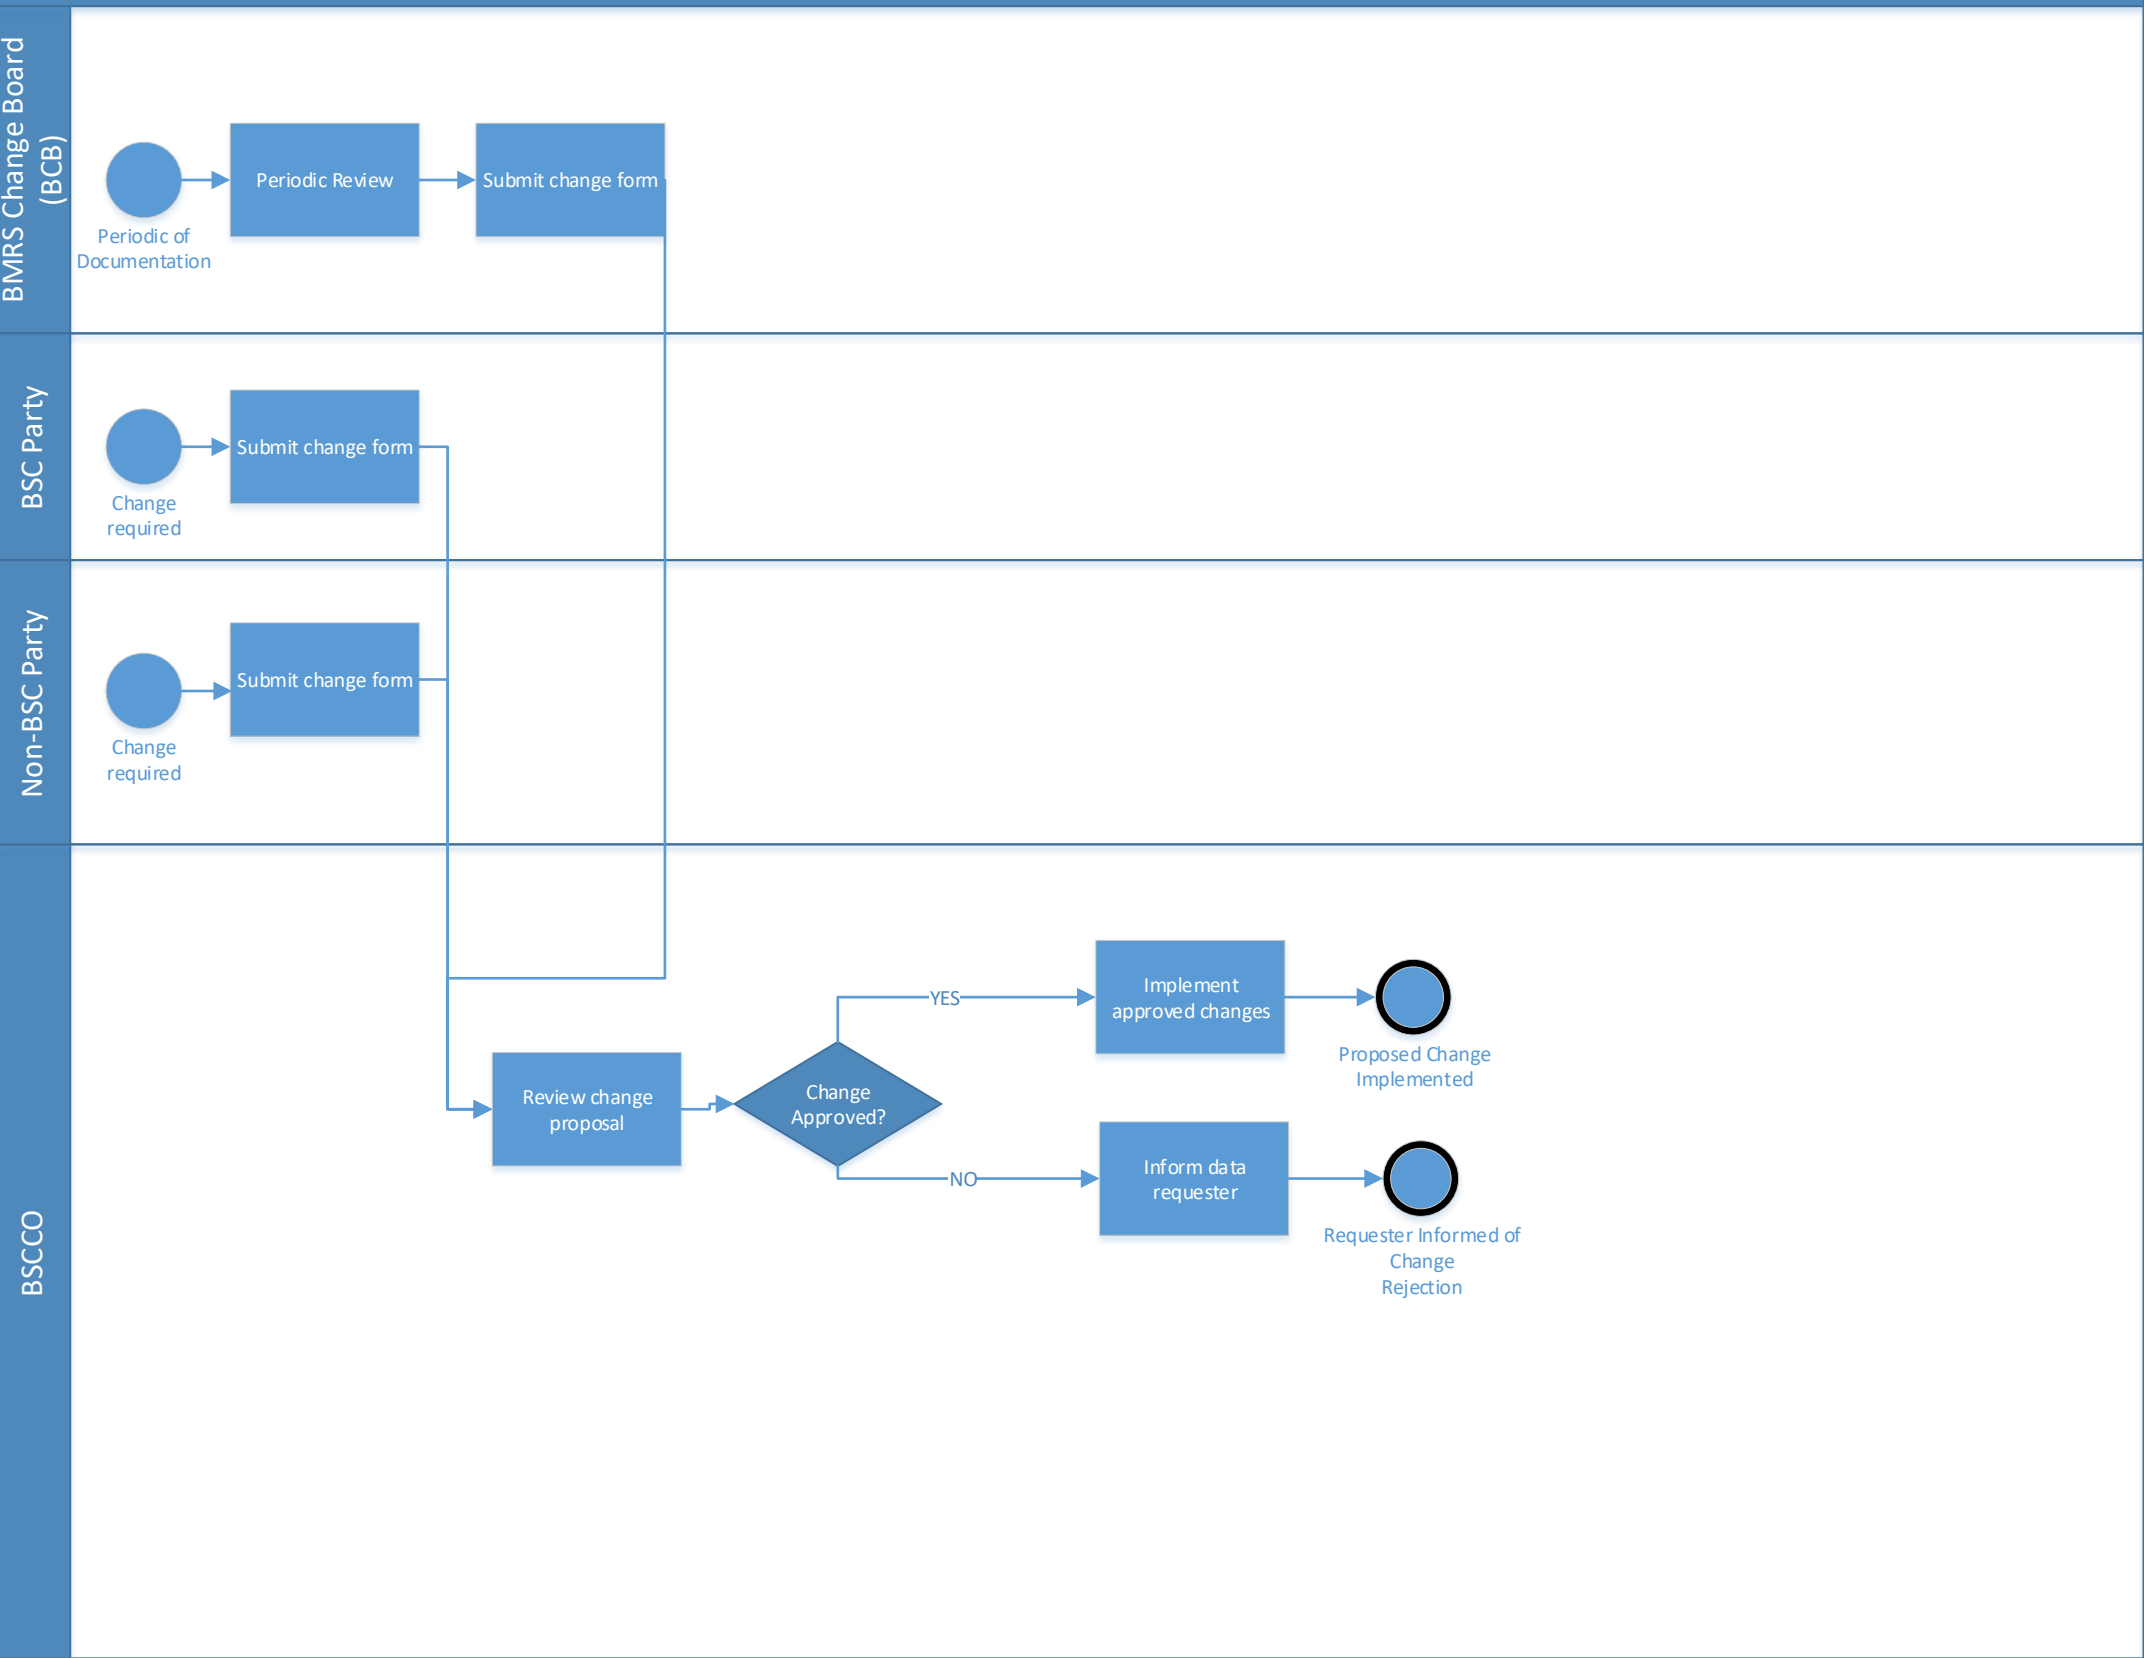 BMRS Change Board
(BCB)
Periodic Review
Submit change form
Periodic of
Documentation
BSC Party
Submit change form
Change
required
Non-BSC Party
Submit change form
Change
required
BSCCO
Review change
proposal
Change
Approved?
YES
Implement
approved changes
Proposed Change
Implemented
NO
Inform data
requester
Requester Informed of
Change
Rejection